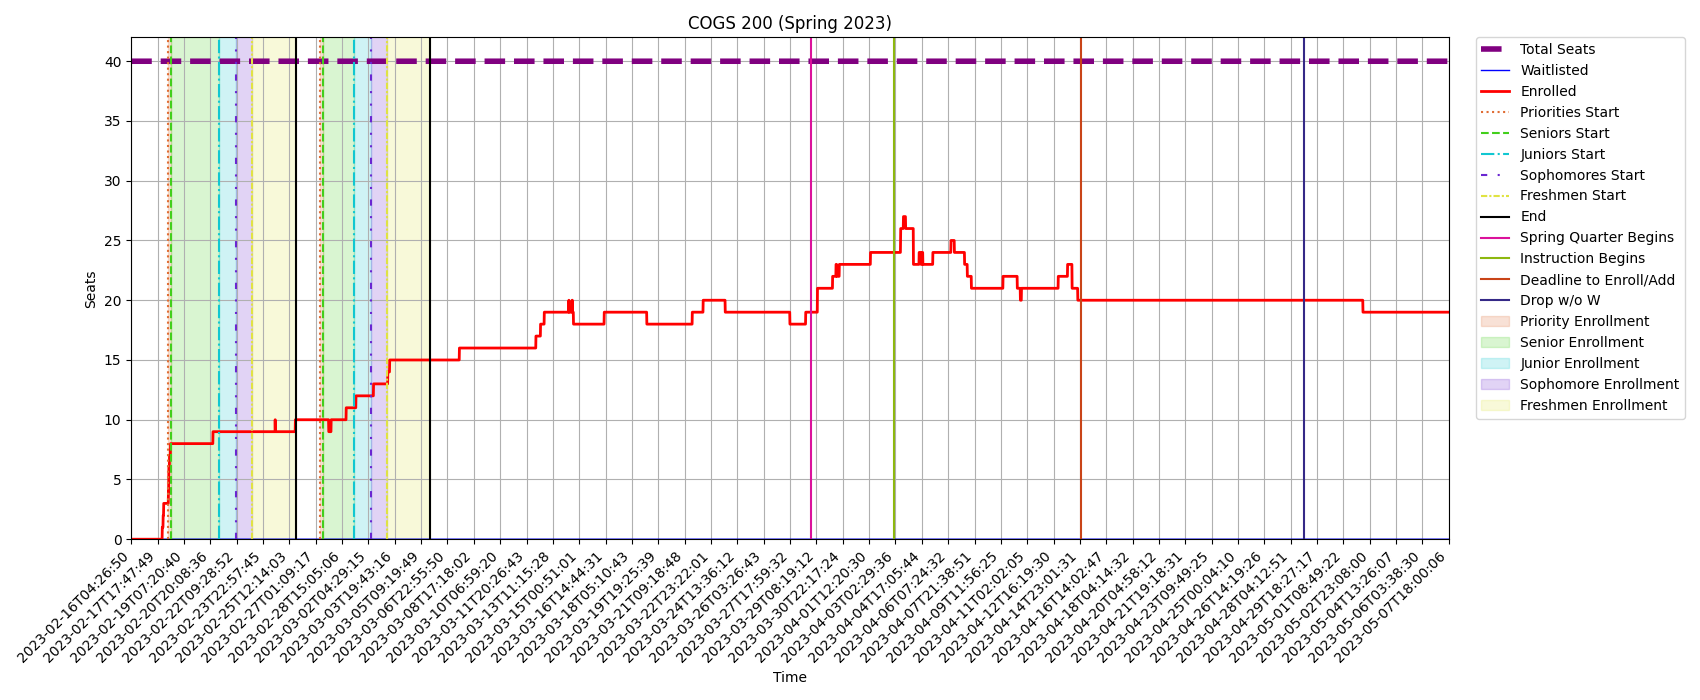 COGS 200 (Spring 2023)
Seats
40
35
30
25
20
15
10
5
0
2023-02-16T04:26:50
2023-02-17T17:47:49
2023-02-19T07:20:40
2023-02-20T20:08:36
2023-02-22T09:28:52
2023-02-23T22:57:45
2023-02-25T12:14:03
2023-02-27T01:09:17
2023-02-28T15:05:06
2023-03-02T04:29:15
2023-03-03T19:43:16
2023-03-05T09:19:49
2023-03-06T22:55:50
2023-03-08T17:18:02
2023-03-10T06:59:20
2023-03-11T20:26:43
2023-03-13T11:15:28
2023-03-15T00:51:01
2023-03-16T14:44:31
2023-03-18T05:10:43
2023-03-19T19:25:39
2023-03-21T09:18:48
2023-03-22T23:22:01
2023-03-24T13:36:12
2023-03-26T03:26:43
2023-03-27T17:59:32
2023-03-29T08:19:12
2023-03-30T22:17:24
2023-04-01T12:20:30
2023-04-03T02:29:36
2023-04-04T17:05:44
2023-04-06T07:24:32
2023-04-07T21:38:51
2023-04-09T11:56:25
2023-04-11T02:02:05
2023-04-12T16:19:30
2023-04-14T23:01:31
2023-04-16T14:02:47
2023-04-18T04:14:32
2023-04-20T04:58:12
2023-04-21T19:18:31
2023-04-23T09:49:25
2023-04-25T00:04:10
2023-04-26T14:19:26
2023-04-28T04:12:51
2023-04-29T18:27:17
2023-05-01T08:49:22
2023-05-02T23:08:00
2023-05-04T13:26:07
2023-05-06T03:38:30
2023-05-07T18:00:06
Time
Total Seats
Waitlisted
Enrolled
Priorities Start
Seniors Start
Juniors Start
Sophomores Start
Freshmen Start
End
Spring Quarter Begins
Instruction Begins
Deadline to Enroll/Add
Drop w/o W
Priority Enrollment
Senior Enrollment
Junior Enrollment
Sophomore Enrollment
Freshmen Enrollment